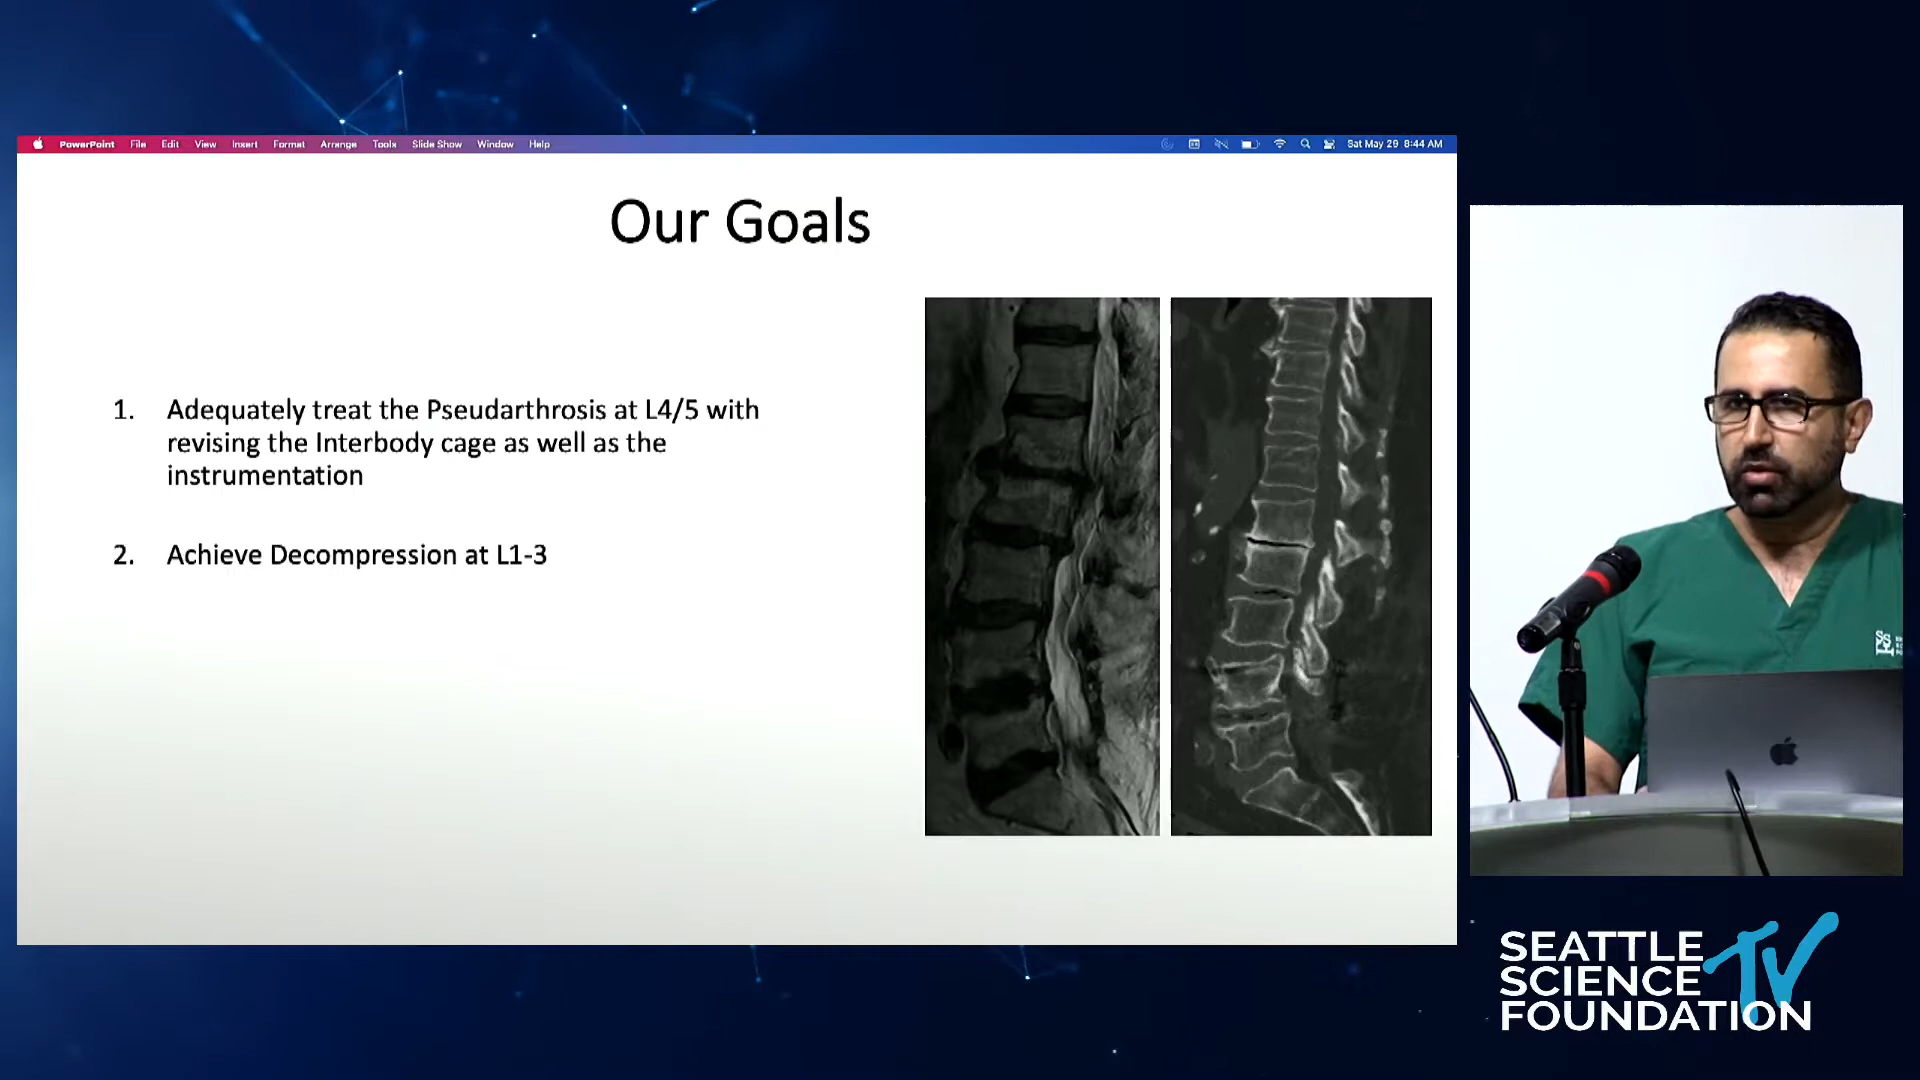 PowerPoint File Edit View Insert Format Arrange Tools Slide Show Window Help Sat May 29 8:44 AM
Our Goals
1. Adequately treat the Pseudarthrosis at L4/5 with
revising the Interbody cage as well as the
instrumentation
2. Achieve Decompression at L1-3
SEATTLE
SCIENCE TV
FOUNDATION